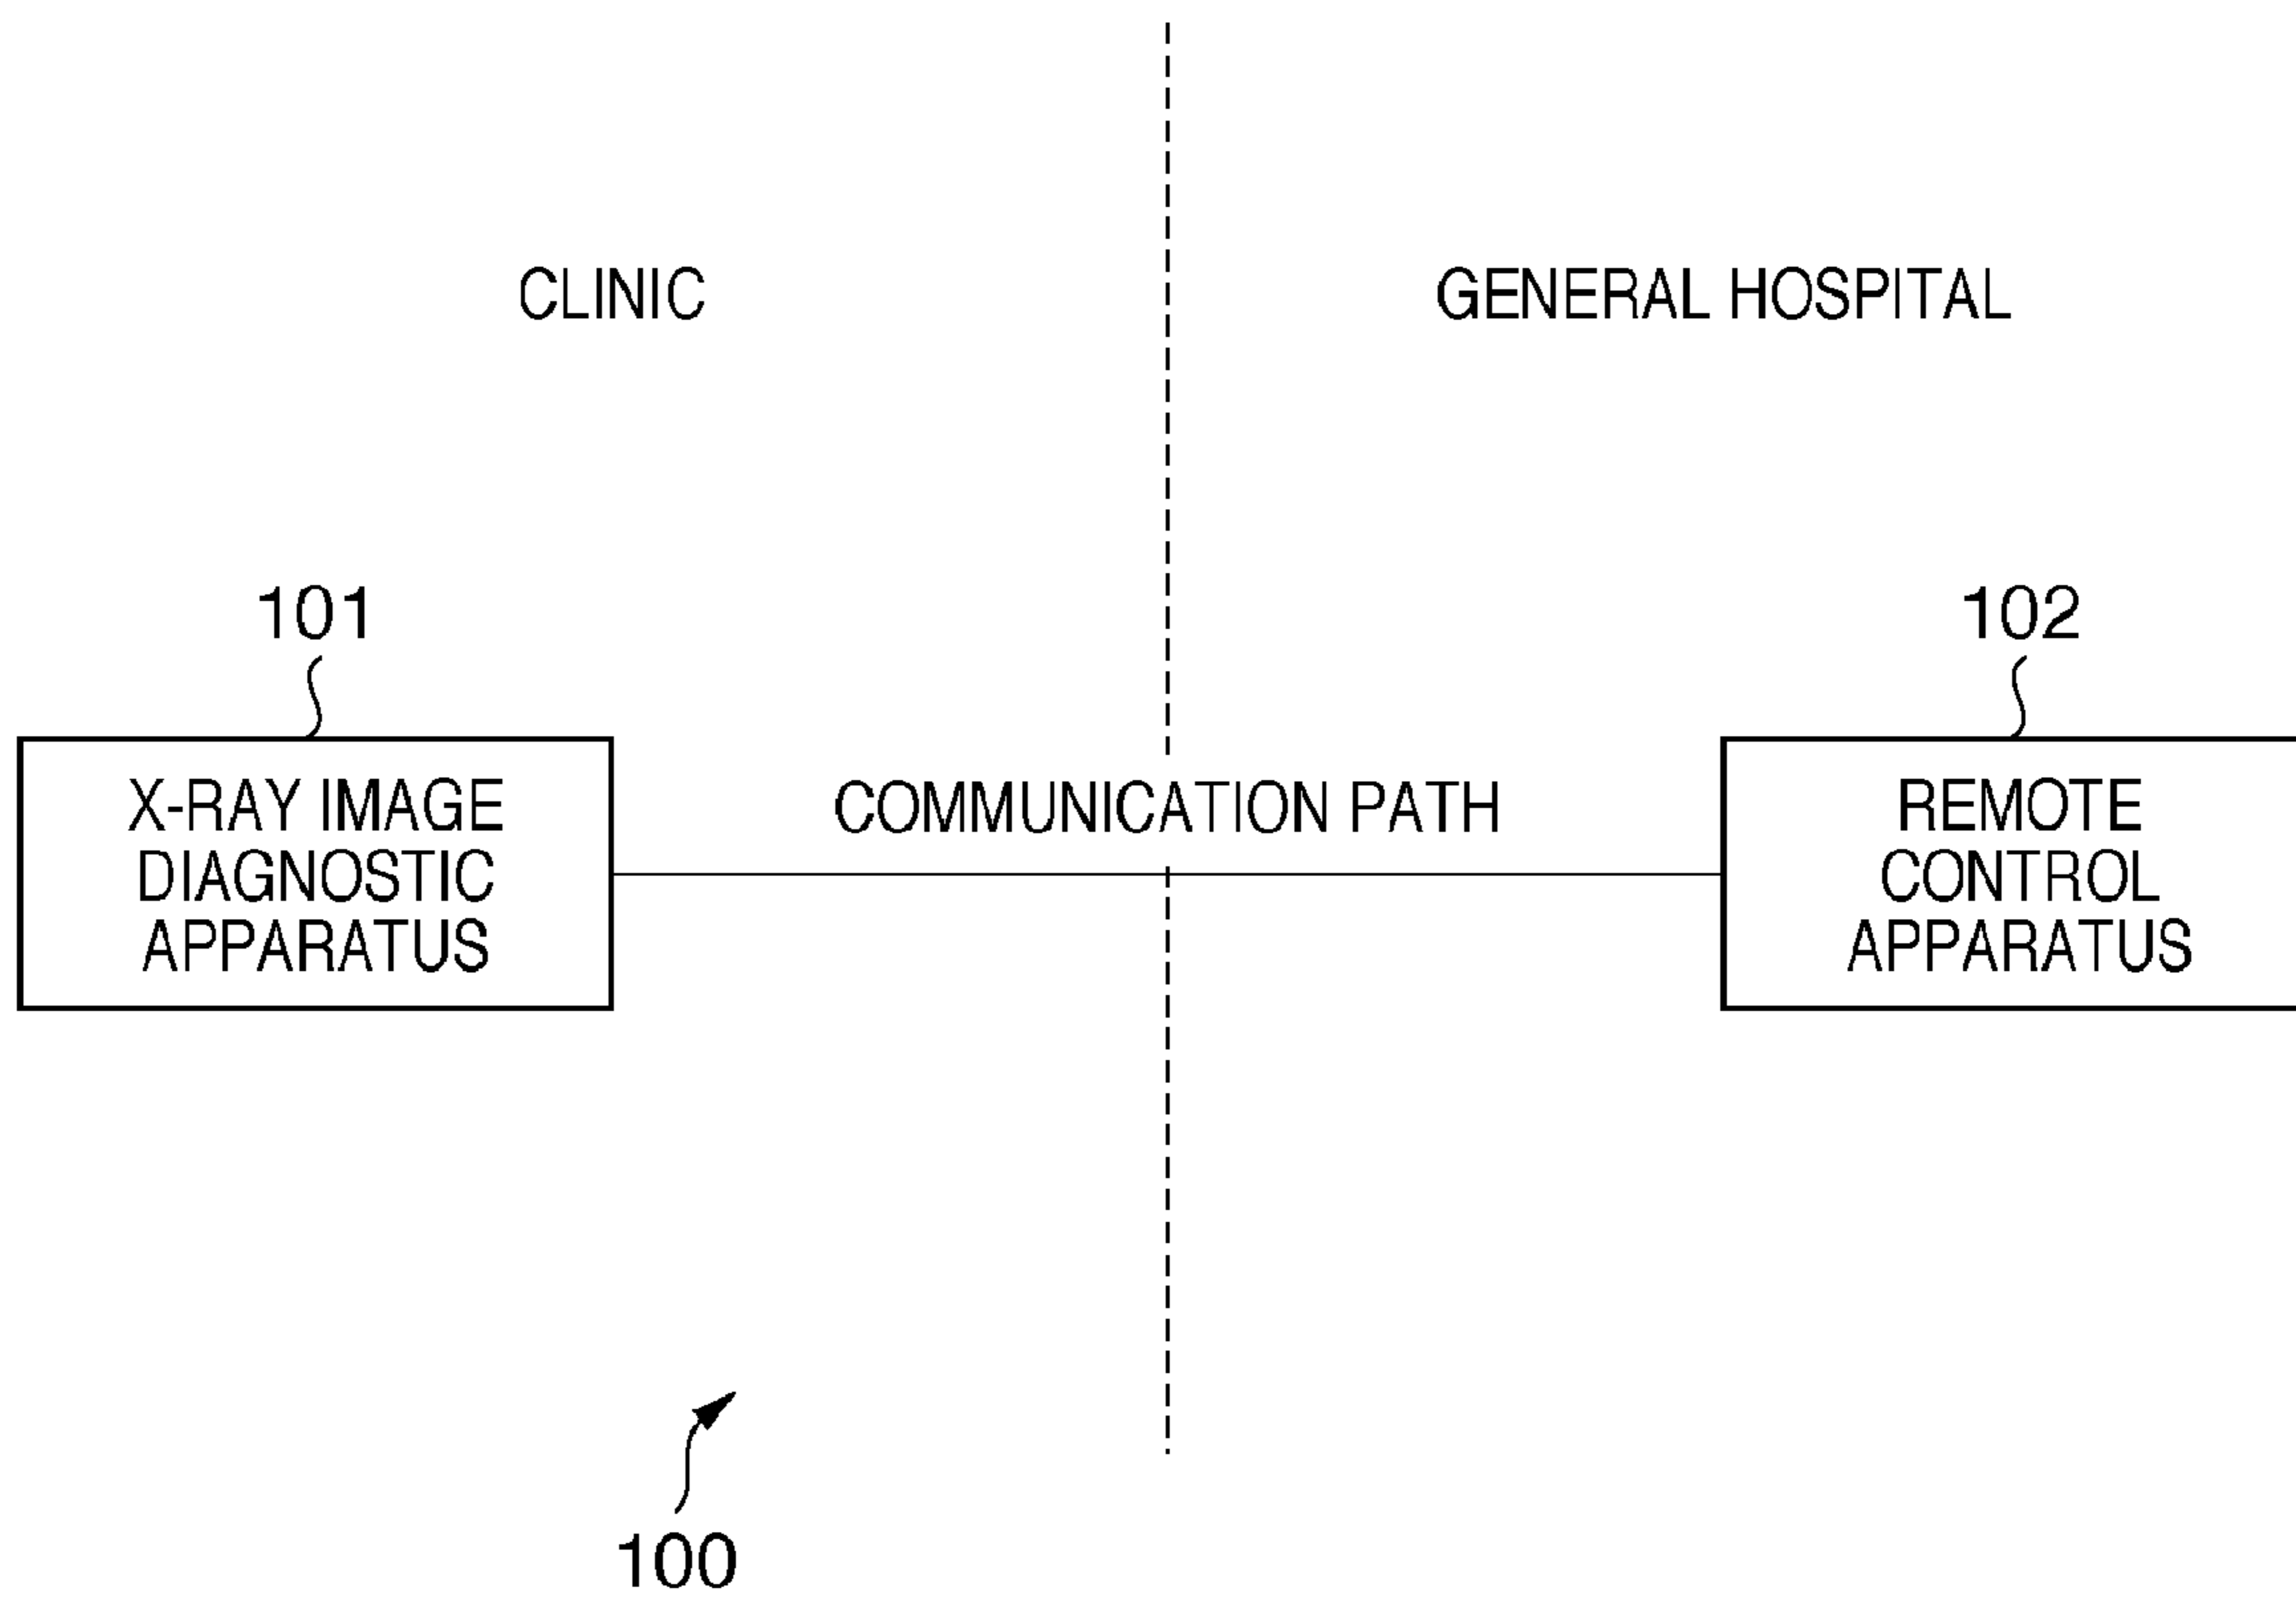 CLINIC
GENERAL HOSPITAL
101
102
X-RAY IMAGE
DIAGNOSTIC
APPARATUS
COMMUNICATION PATH
REMOTE
CONTROL
APPARATUS
100